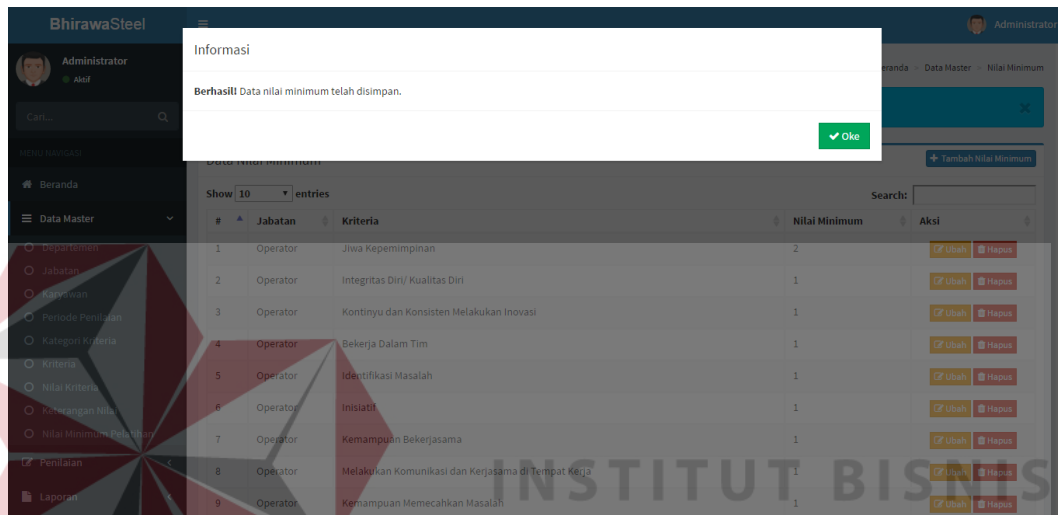 BhirawaSteel
Administrator
Administrator
Aktif
Informasi
eranda > Data Master > Nilai Minimum
Berhasil! Data nilai minimum telah disimpan.
Cari...
Oke
MENU NAVIGASI
Data Nilai Minimum
Tambah Nilai Minimum
Beranda
Show 10 entries
Search:
Data Master
# Jabatan Kriteria Nilai Minimum Aksi
Departemen
1 Operator Jiwa Kepemimpinan 2 Ubah Hapus
Jabatan
2 Operator Integritas Diri/ Kualitas Diri 1 Ubah Hapus
Karyawan
3 Operator Kontinyu dan Konsisten Melakukan Inovasi 1 Ubah Hapus
Periode Penilaian
Kategori Kriteria
4 Operator Bekerja Dalam Tim 1 Ubah Hapus
Kriteria
5 Operator Identifikasi Masalah 1 Ubah Hapus
Nilai Kriteria
Keterangan Nilai
6 Operator Inisiatif 1 Ubah Hapus
Nilai Minimum Pelatihan
7 Operator Kemampuan Bekerjasama 1 Ubah Hapus
Penilaian
8 Operator Melakukan Komunikasi dan Kerjasama di Tempat Kerja 1 Ubah Hapus
INSTITUT BISNIS
Laporan
9 Operator Kemampuan Memecahkan Masalah 1 Ubah Hapus